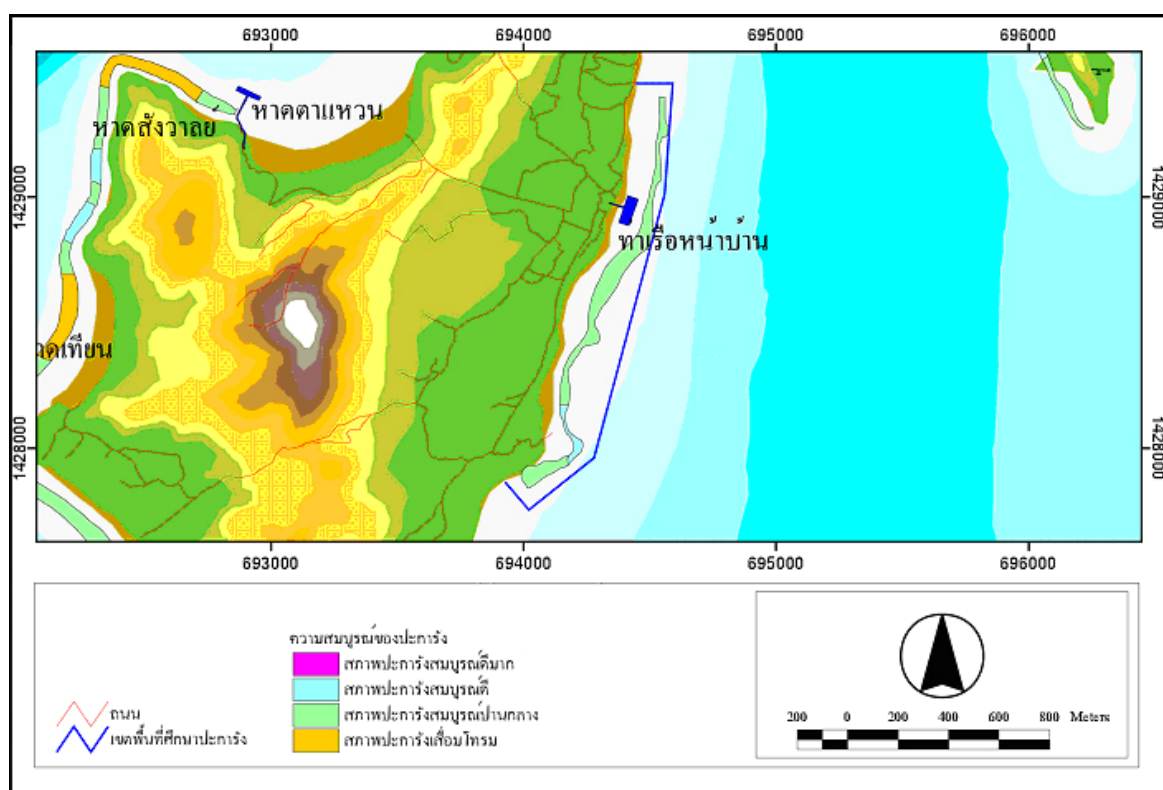 693000 694000 695000 696000
หาดตาแหวน
หาดสังวาลย
1429000 1429000
ทาเรือหน้าบ้าน
าดเทียน
1428000 1428000
693000 694000 695000 696000
ความสมบูรณ์ของปะการัง
สภาพปะการังสมบูรณ์ดีมาก
สภาพปะการังสมบูรณ์ดี
สภาพปะการังสมบูรณ์ปานกลาง
สภาพปะการังเสื่อมโทรม
ถนน
เขตพื้นที่ศึกษาปะการัง
200 0 200 400 600 800 Meters